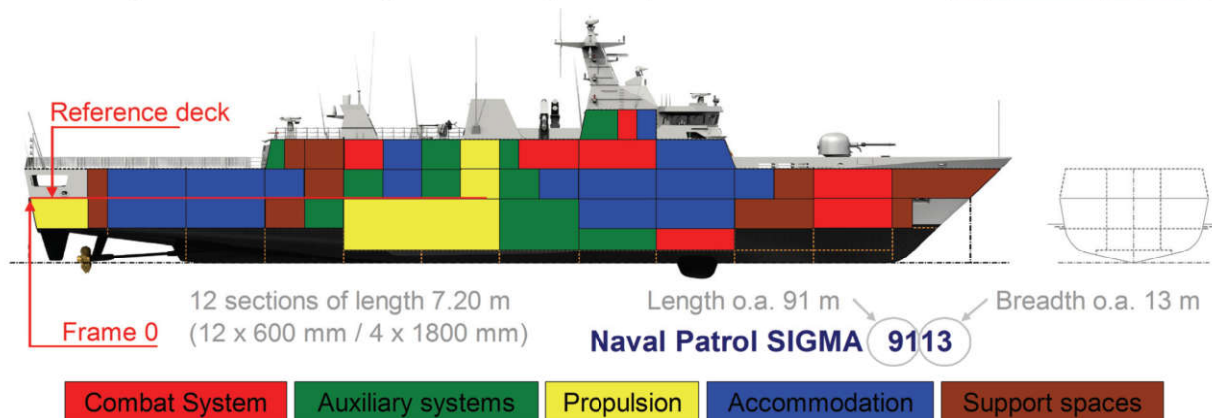 Reference deck
12 sections of length 7.20 m
(12 x 600 mm / 4 x 1800 mm)
Frame 0
Length o.a. 91 m
Breadth o.a. 13 m
Naval Patrol SIGMA 9113
Combat System
Auxiliary systems
Propulsion
Accommodation
Support spaces